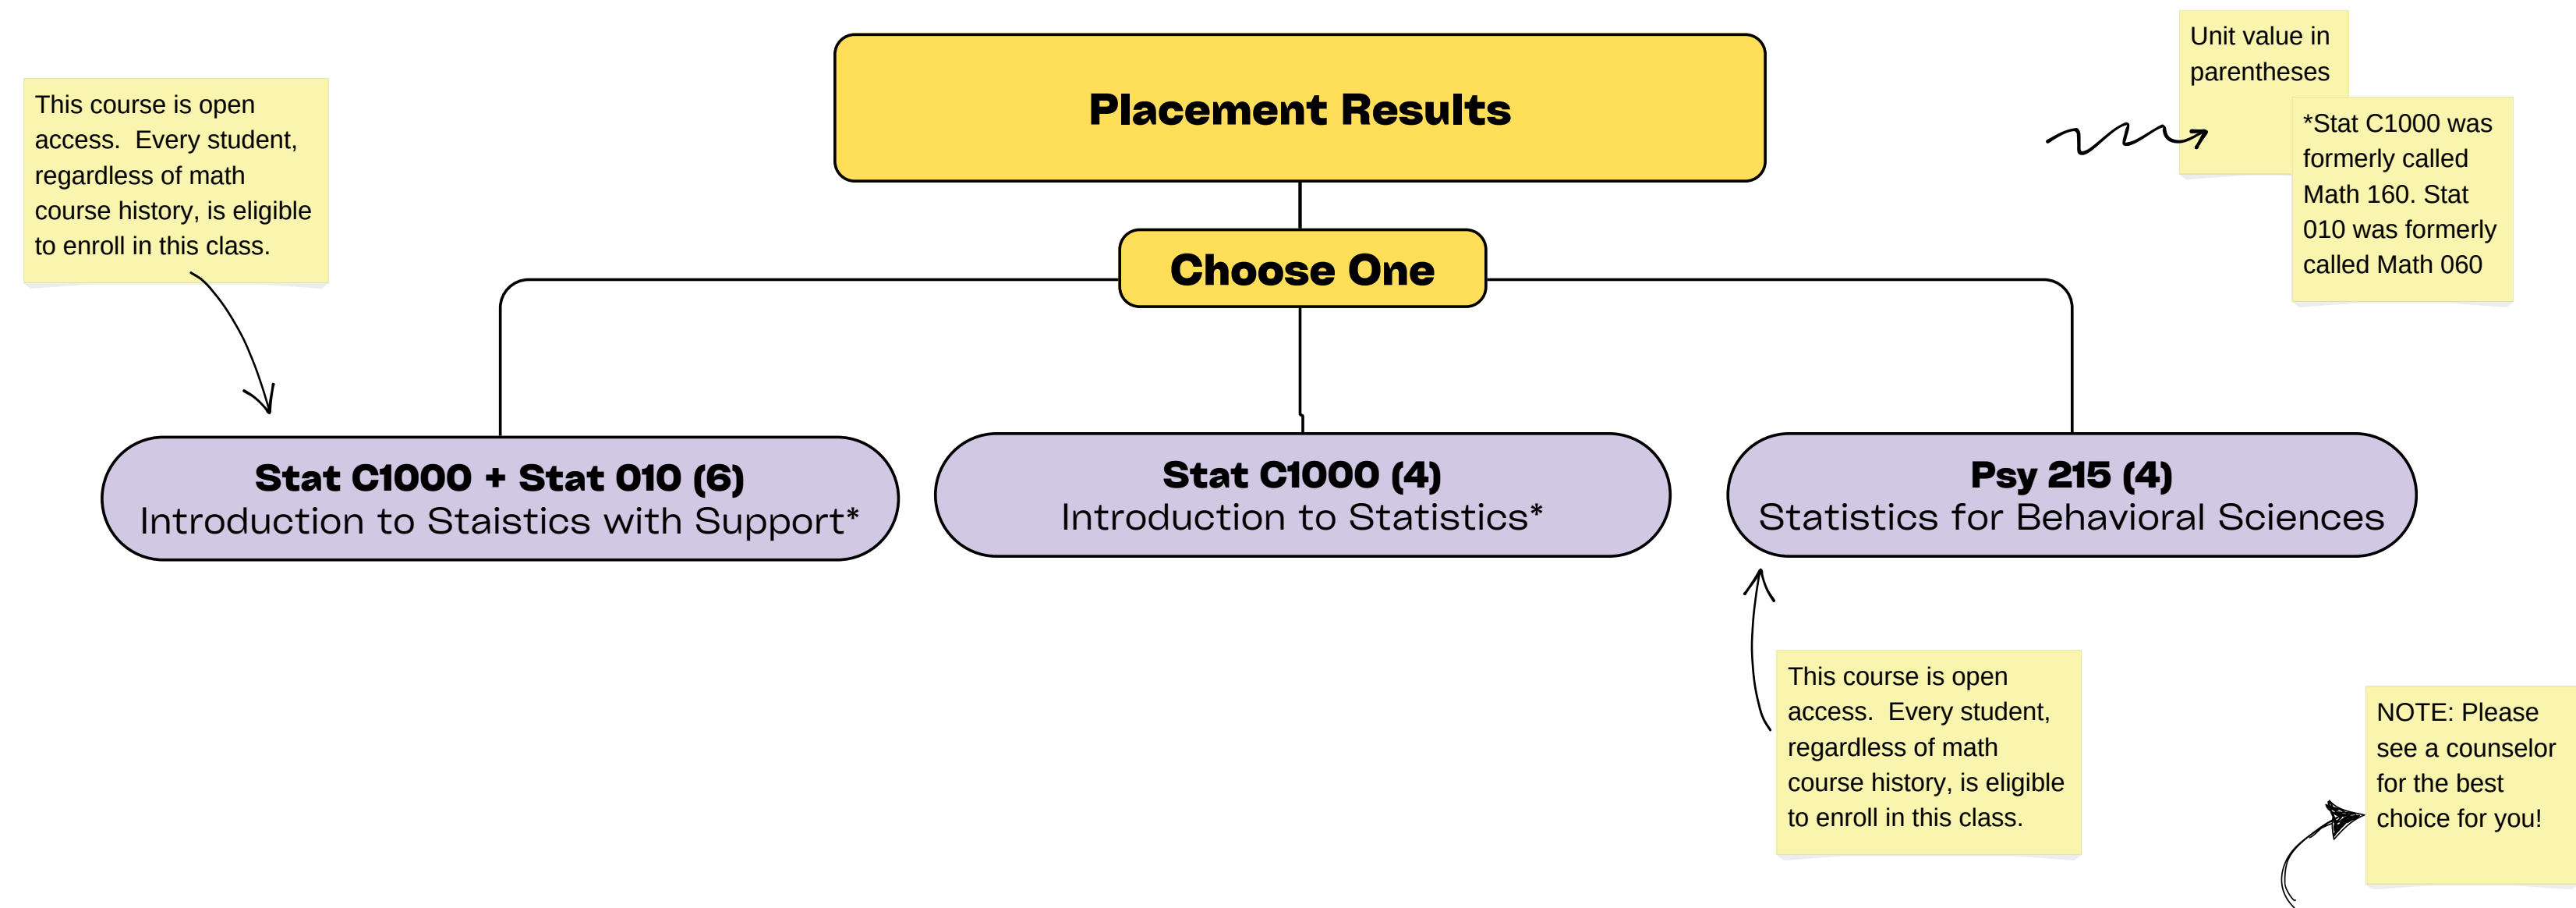 Placement Results
Unit value in
parentheses
*Stat C1000 was
formerly called
Math 160. Stat
010 was formerly
called Math 060
This course is open
access.  Every student,
regardless of math
course history, is eligible
to enroll in this class.
Choose One
Stat C1000 + Stat 010 (6)
Introduction to Staistics with Support*
Stat C1000 (4)
Introduction to Statistics*
Psy 215 (4)
Statistics for Behavioral Sciences
This course is open
access.  Every student,
regardless of math
course history, is eligible
to enroll in this class.
NOTE: Please
see a counselor
for the best
choice for you!